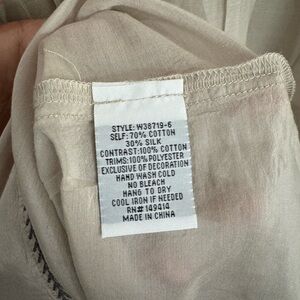 STYLE: W38719-6
SELF: 70% COTTON
30% SILK
CONTRAST:100% COTTON
TRIMS:100% POLYESTER
EXCLUSIVE OF DECORATION
HAND WASH COLD
NO BLEACH
HANG TO DRY
COOL IRON IF NEEDED
RN# 149414
MADE IN CHINA